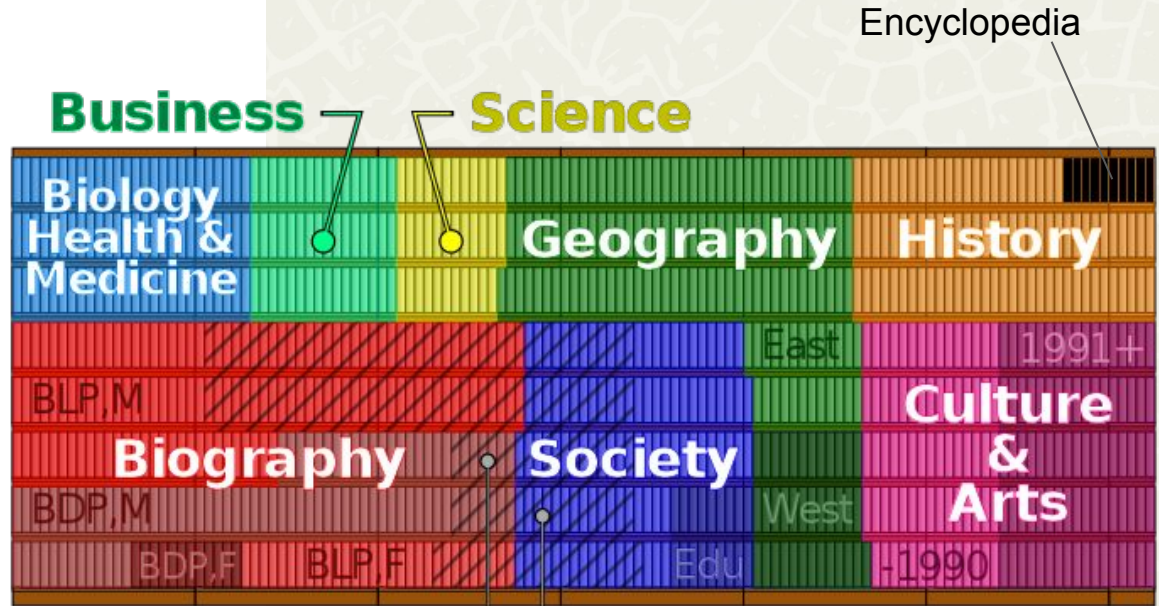 Encyclopedia
Business
Science
Biology
Health &
Medicine
Geography
History
East
1991+
BLP,M
Culture
&
Arts
Biography
Society
BDP,M
West
BDP,F
BLP,F
Edu
-1990